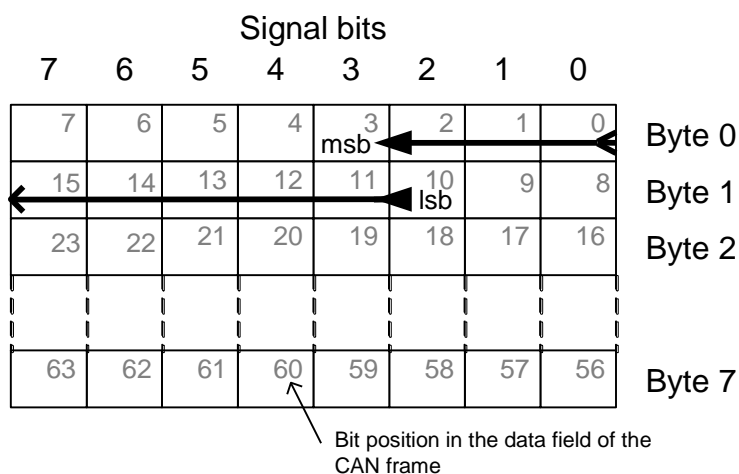 Signal bits
7 6 5 4 3 2 1 0
7 6 5 4 3 2 1 0 Byte 0
msb
15 14 13 12 11 10 9 8 Byte 1
lsb
23 22 21 20 19 18 17 16 Byte 2
63 62 61 60 59 58 57 56 Byte 7
Bit position in the data field of the
CAN frame